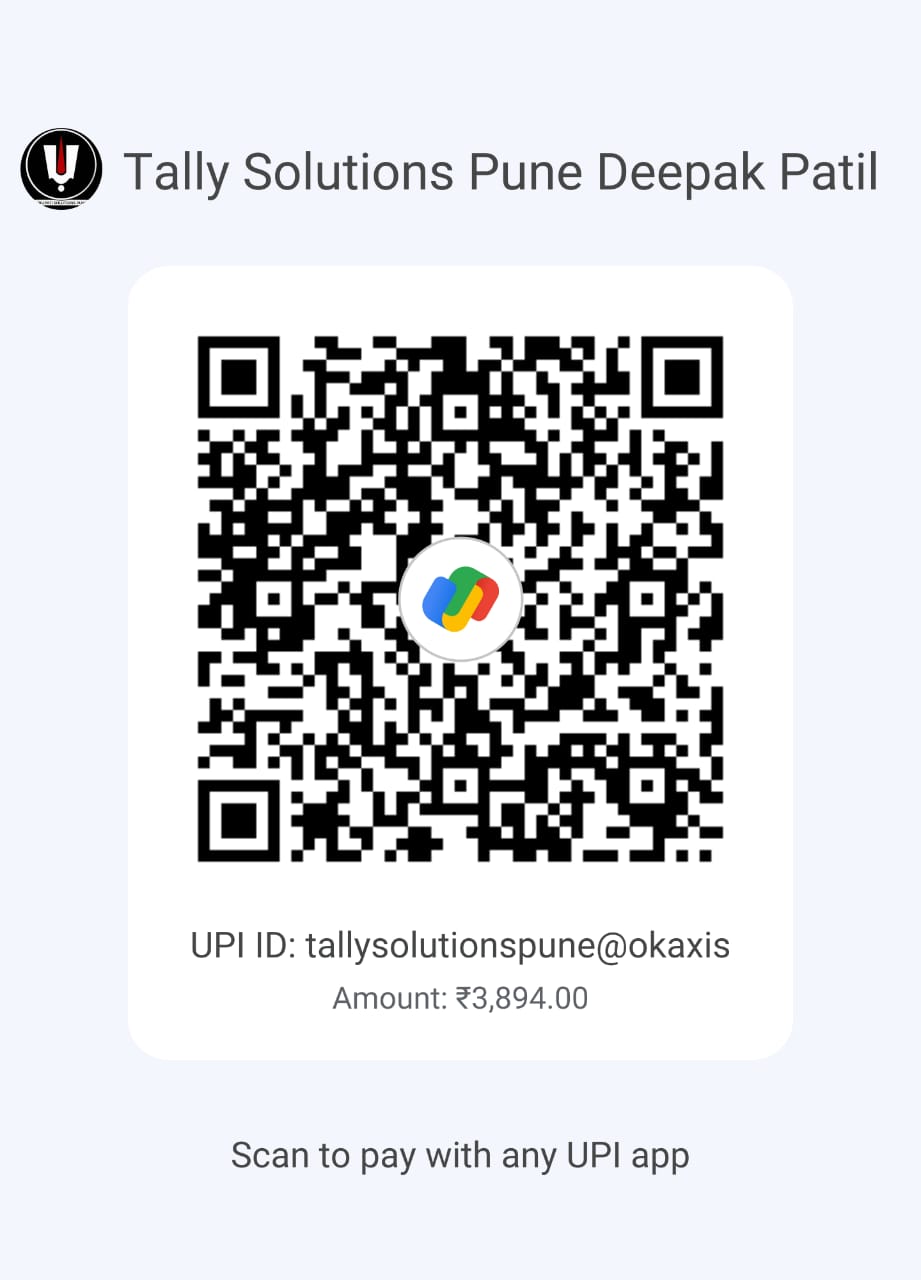 Tally Solutions Pune Deepak Patil
UPI ID: tallysolutionspune@okaxis
Amount: ₹3,894.00
Scan to pay with any UPI app